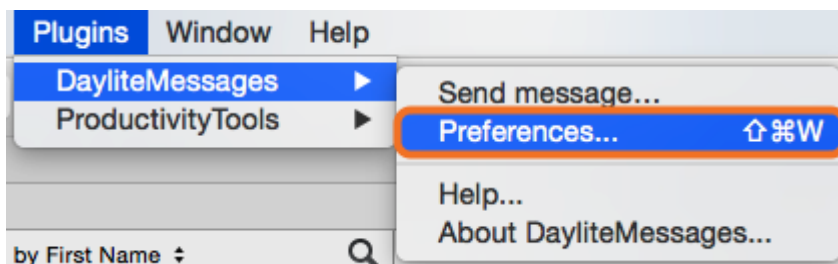 Plugins Window Help
DayliteMessages ▶
ProductivityTools ▶
Send message...
Preferences... ⇧⌘W
Help...
About DayliteMessages...
by First Name